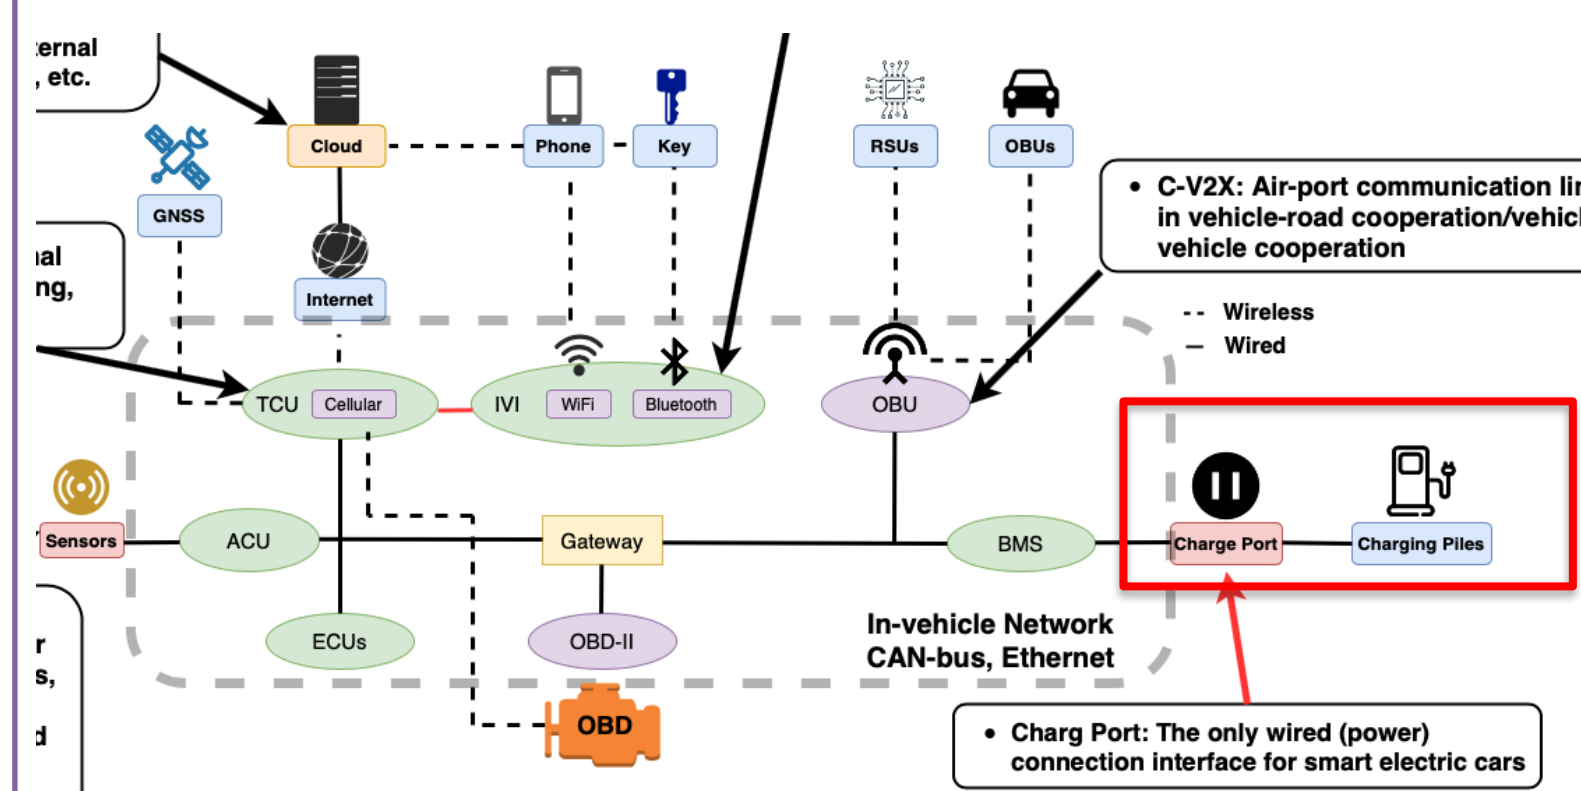 ernal
, etc.
Cloud
Phone
Key
RSUs
OBUs
GNSS
• C-V2X: Air-port communication
in vehicle-road cooperation/
vehicle cooperation
al
ng,
Internet
-- Wireless
— Wired
TCU
Cellular
IVI
WiFi
Bluetooth
OBU
Sensors
ACU
Gateway
BMS
Charge Port
Charging Piles
r
s,
d
ECUs
OBD-II
In-vehicle Network
CAN-bus, Ethernet
OBD
• Charg Port: The only wired (power)
connection interface for smart electric cars